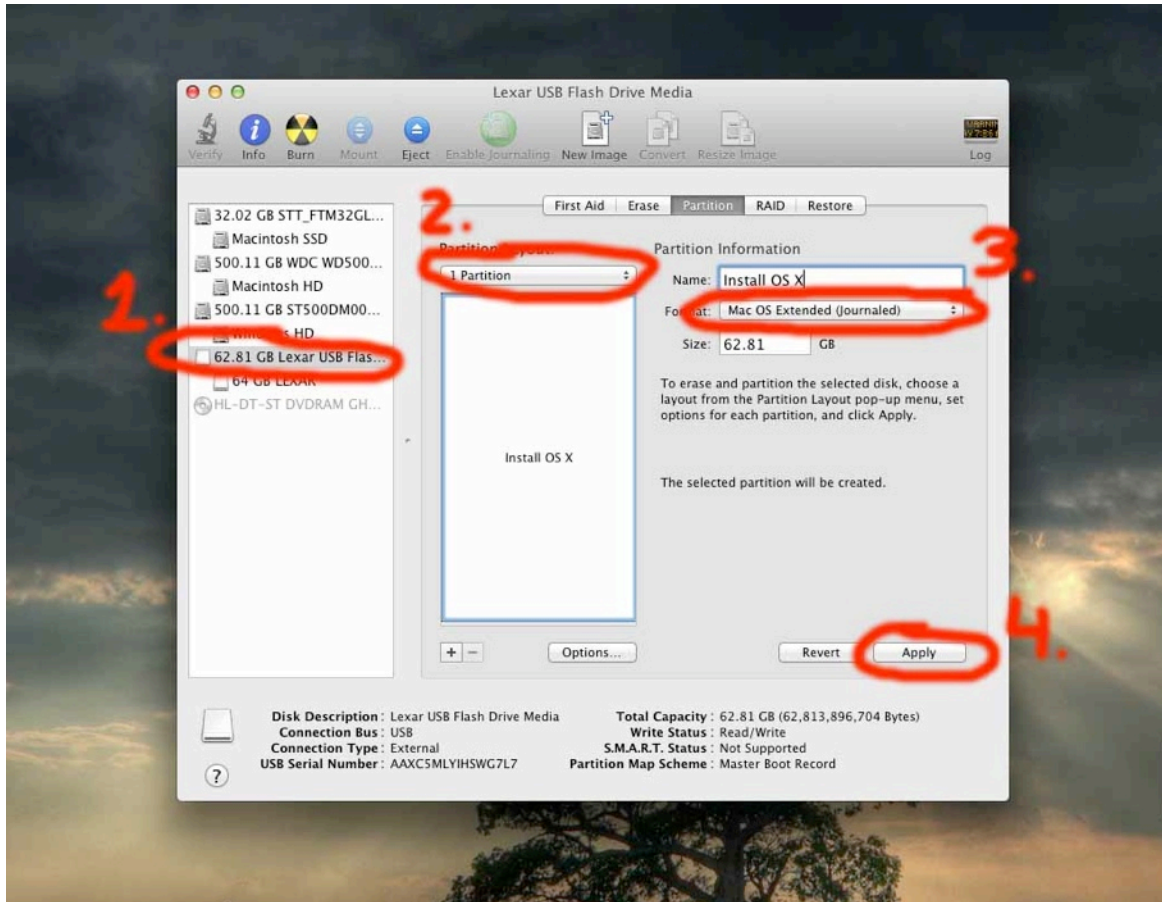 Lexar USB Flash Drive Media
Verify Info Burn Mount Eject Enable Journaling New Image Convert Resize Image Log
First Aid Erase Partition RAID Restore
32.02 GB STT_FTM32GL...
Macintosh SSD
500.11 GB WDC WD500...
Macintosh HD
500.11 GB ST500DM00...
Windows HD
62.81 GB Lexar USB Flas...
64 GB LEXAR
HL-DT-ST DVDRAM GH...
1.
2.
Partition Layout:
1 Partition
Install OS X
+ − Options...
Partition Information
3.
Name: Install OS X
Format: Mac OS Extended (Journaled)
Size: 62.81 GB
To erase and partition the selected disk, choose a
layout from the Partition Layout pop-up menu, set
options for each partition, and click Apply.
The selected partition will be created.
Revert Apply
4.
Disk Description : Lexar USB Flash Drive Media
Connection Bus : USB
Connection Type : External
USB Serial Number : AAXC5MLYIHSWG7L7
Total Capacity : 62.81 GB (62,813,896,704 Bytes)
Write Status : Read/Write
S.M.A.R.T. Status : Not Supported
Partition Map Scheme : Master Boot Record
?